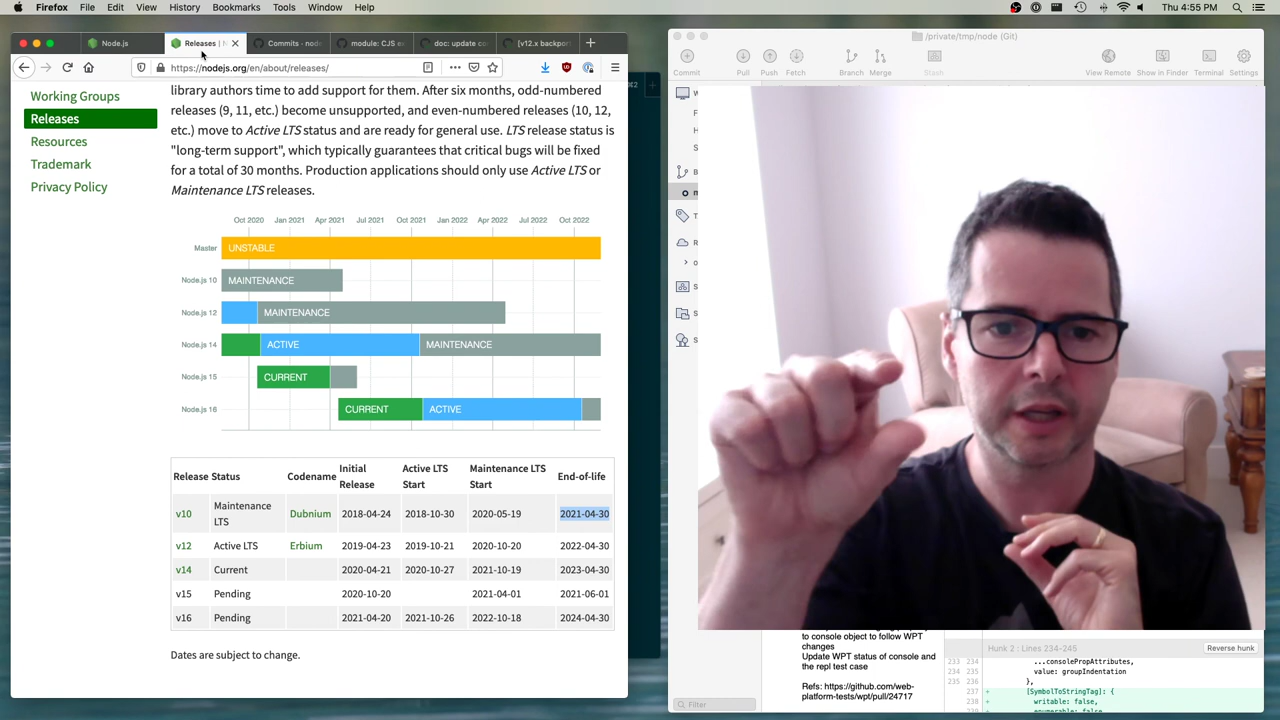 Firefox File Edit View History Bookmarks Tools Window Help
Thu 4:55 PM
Node.js
Releases | N
Commits - node
module: CJS ex
doc: update co
[v12.x backport
https://nodejs.org/en/about/releases/
Working Groups
Releases
Resources
Trademark
Privacy Policy
library authors time to add support for them. After six months, odd-numbered
releases (9, 11, etc.) become unsupported, and even-numbered releases (10, 12,
etc.) move to Active LTS status and are ready for general use. LTS release status is
"long-term support", which typically guarantees that critical bugs will be fixed
for a total of 30 months. Production applications should only use Active LTS or
Maintenance LTS releases.
Oct 2020 Jan 2021 Apr 2021 Jul 2021 Oct 2021 Jan 2022 Apr 2022 Jul 2022 Oct 2022
Master UNSTABLE
Node.js 10 MAINTENANCE
Node.js 12 MAINTENANCE
Node.js 14 ACTIVE MAINTENANCE
Node.js 15 CURRENT
Node.js 16 CURRENT ACTIVE
Release Status Codename Initial Release Active LTS Start Maintenance LTS Start End-of-life
v10 Maintenance LTS Dubnium 2018-04-24 2018-10-30 2020-05-19 2021-04-30
v12 Active LTS Erbium 2019-04-23 2019-10-21 2020-10-20 2022-04-30
v14 Current 2020-04-21 2020-10-27 2021-10-19 2023-04-30
v15 Pending 2020-10-20 2021-04-01 2021-06-01
v16 Pending 2021-04-20 2021-10-26 2022-10-18 2024-04-30
Dates are subject to change.
/private/tmp/node (Git)
Commit Pull Push Fetch Branch Merge Stash View Remote Show in Finder Terminal Settings
to console object to follow WPT
changes
Update WPT status of console and
the repl test case
Refs: https://github.com/web-
platform-tests/wpt/pull/24717
Filter
Hunk 2 : Lines 234-245
Reverse hunk
233 234 ...consolePropAttributes,
234 235 value: groupIndentation
235 236 },
237 + [SymbolToStringTag]: {
238 + writable: false,
239 + enumerable: false,